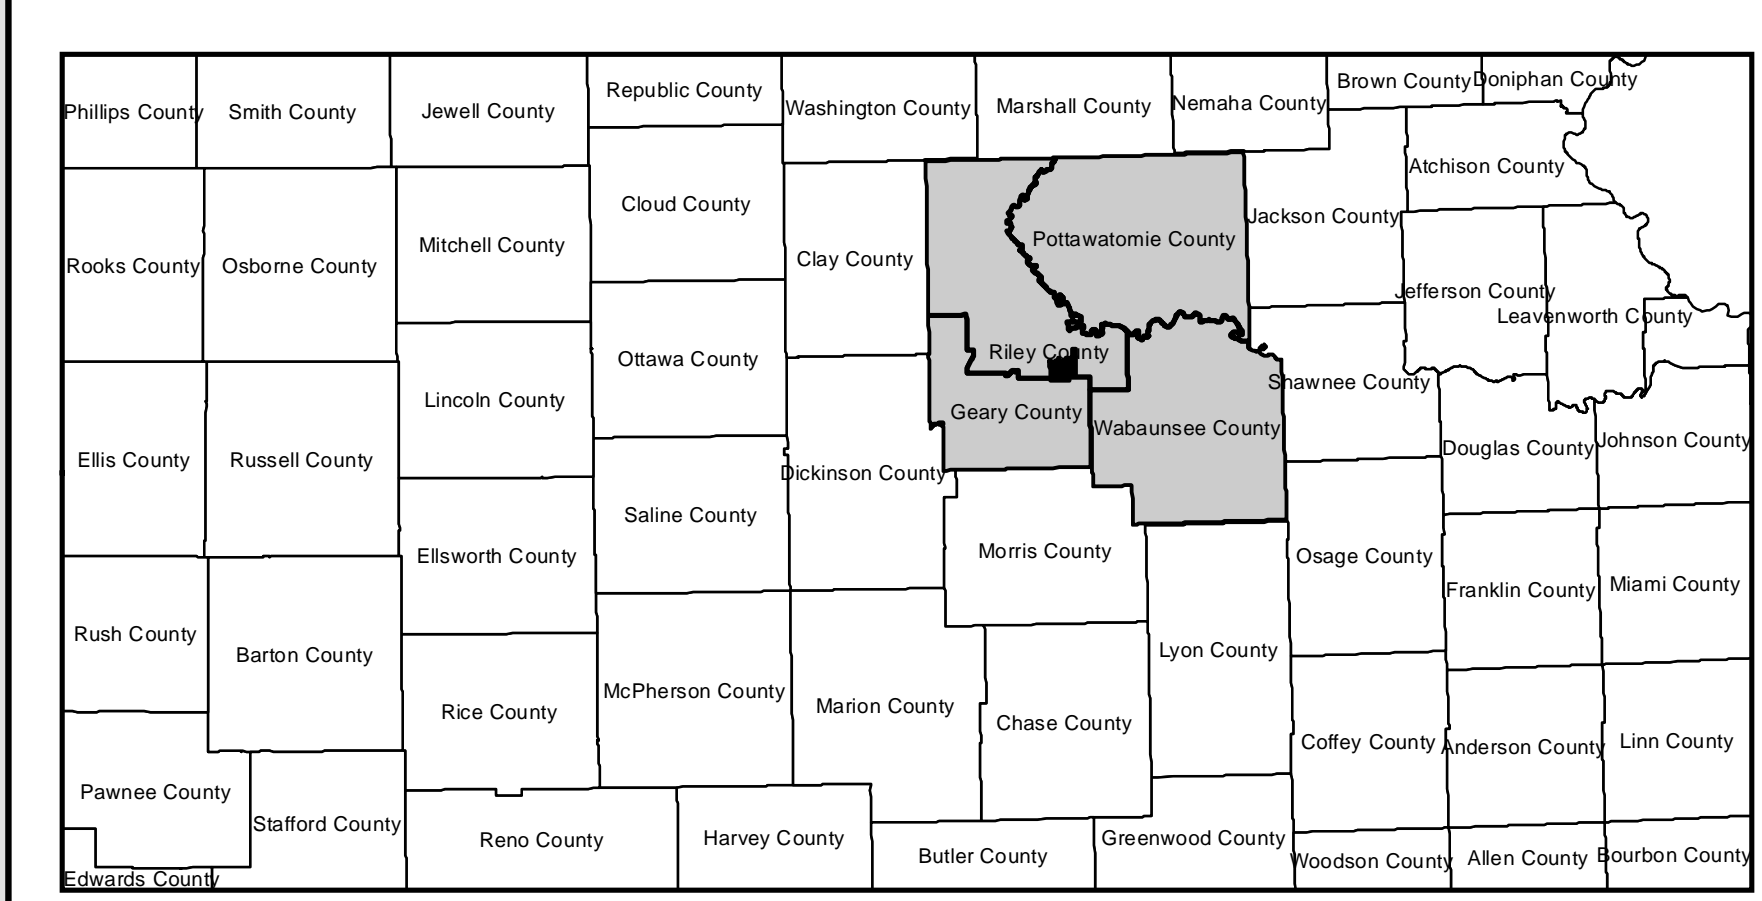 Phillips County
Smith County
Jewell County
Republic County
Washington County
Marshall County
Nemaha County
Brown County
Doniphan County
Atchison County
Cloud County
Jackson County
Rooks County
Osborne County
Mitchell County
Clay County
Pottawatomie County
Jefferson County
Leavenworth County
Ottawa County
Riley County
Shawnee County
Lincoln County
Geary County
Wabaunsee County
Johnson County
Douglas County
Ellis County
Russell County
Dickinson County
Saline County
Ellsworth County
Morris County
Osage County
Franklin County
Miami County
Rush County
Barton County
Lyon County
McPherson County
Rice County
Marion County
Chase County
Coffey County
Anderson County
Linn County
Pawnee County
Stafford County
Reno County
Harvey County
Greenwood County
Butler County
Woodson County
Allen County
Bourbon County
Edwards County